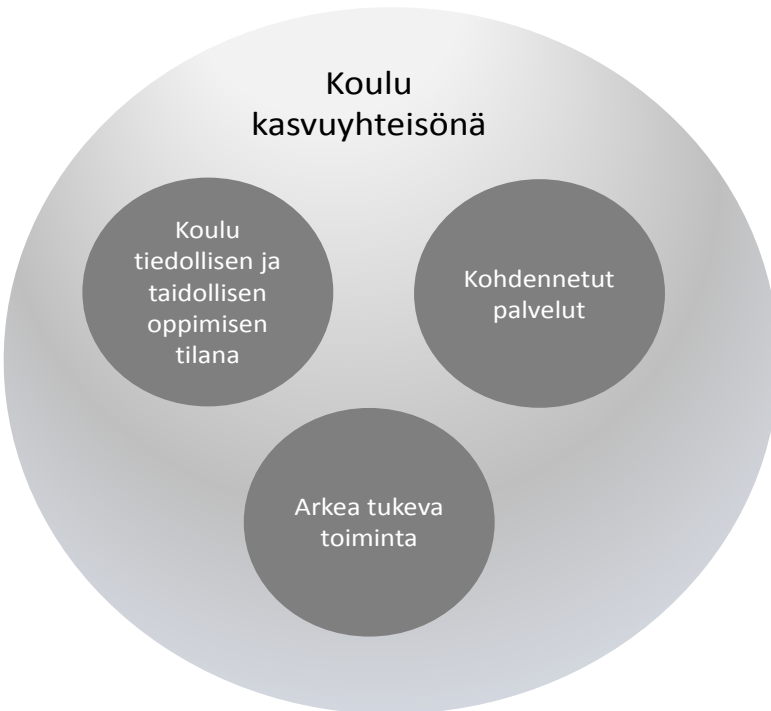 Koulu
kasvuyhteisönä
Koulu
tiedollisen ja
taidollisen
oppimisen
tilana
Kohdennetut
palvelut
Arkea tukeva
toiminta